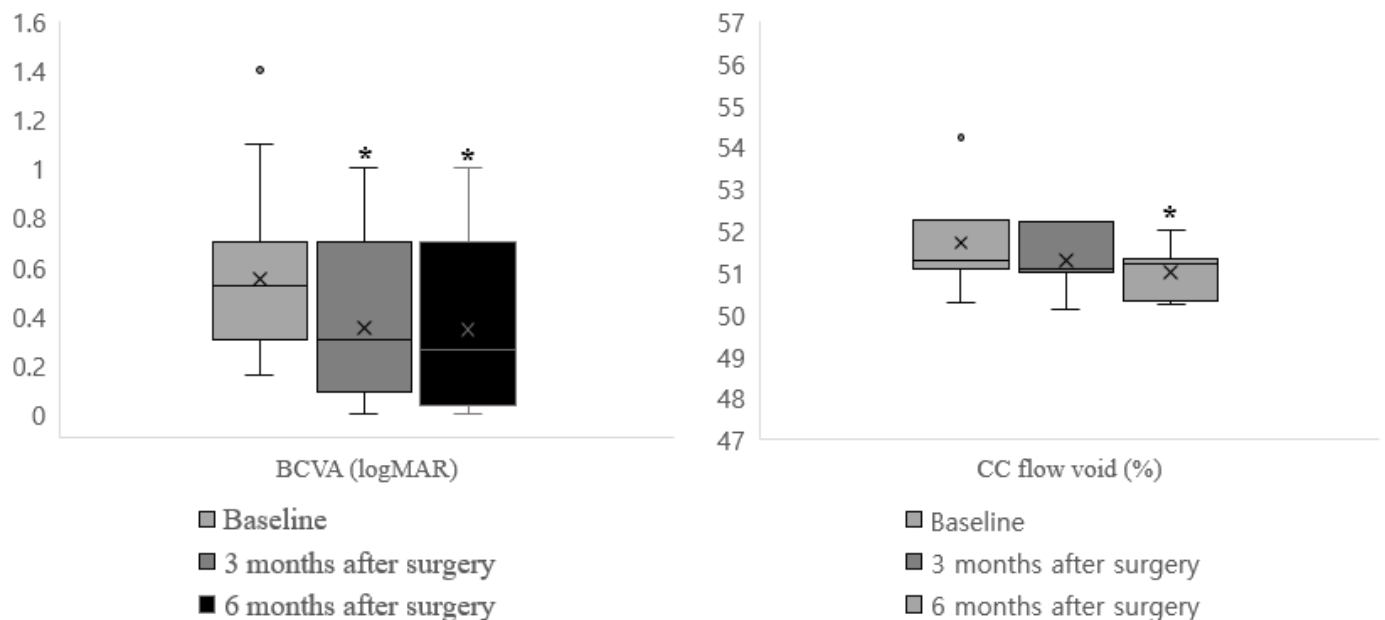 1.6
1.4
1.2
1
0.8
0.6
0.4
0.2
0
*
*
BCVA (logMAR)
Baseline
3 months after surgery
6 months after surgery
57
56
55
54
53
52
51
50
49
48
47
*
CC flow void (%)
Baseline
3 months after surgery
6 months after surgery